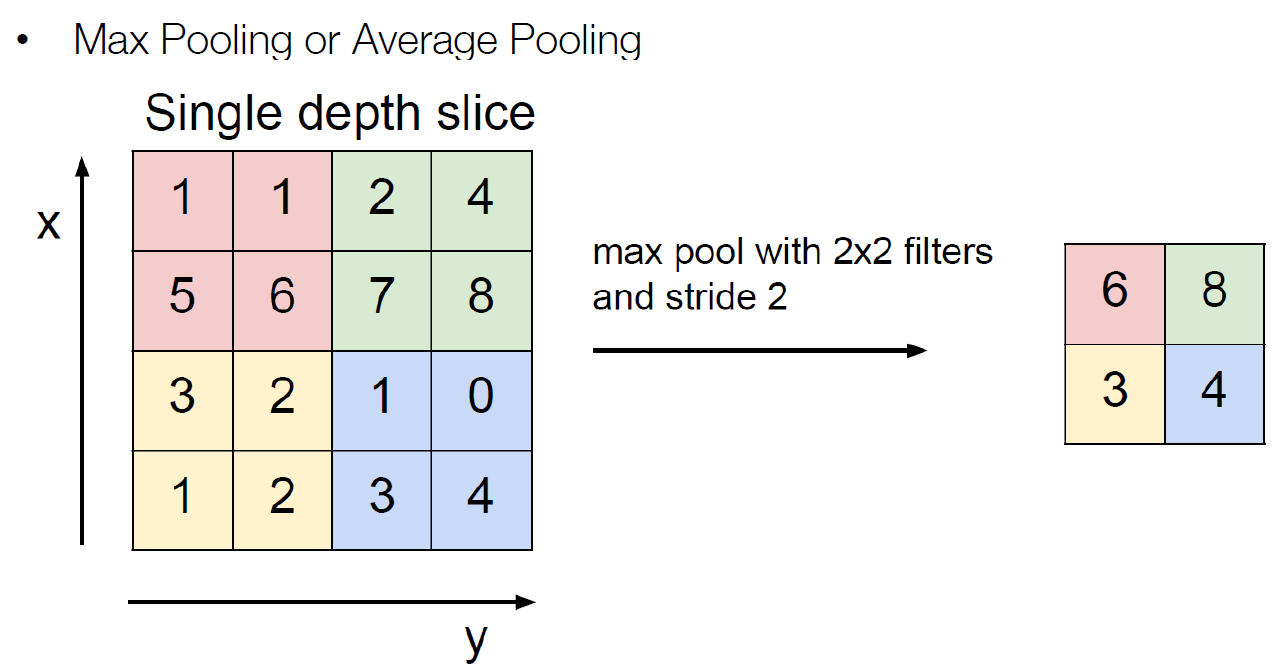 • Max Pooling or Average Pooling
Single depth slice
x
1 1 2 4
5 6 7 8
3 2 1 0
1 2 3 4
y
max pool with 2x2 filters
and stride 2
6 8
3 4